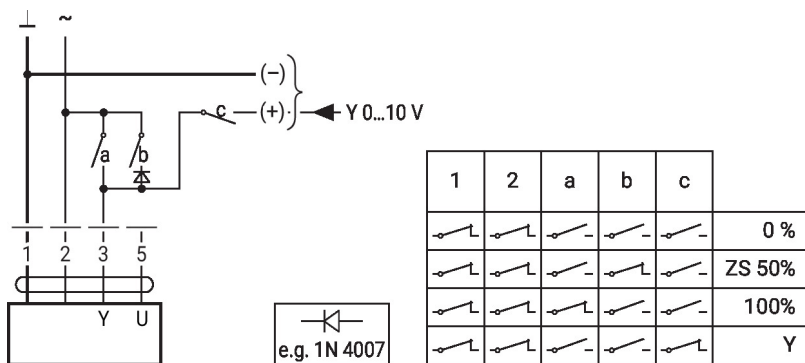 ⊥ ~
(–)
c (+) Y 0...10 V
a b
1 2 3 5
Y U
e.g. 1N 4007
1 2 a b c
0 %
ZS 50%
100%
Y